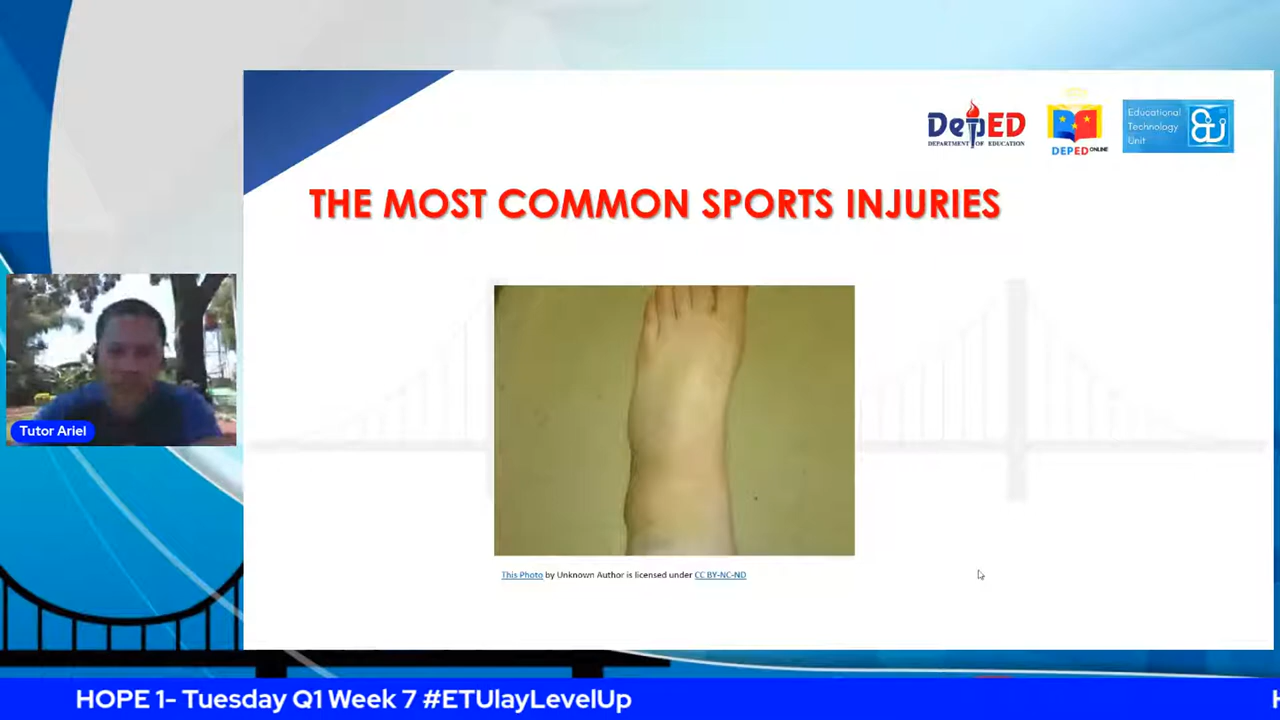 DepED
DEPARTMENT OF EDUCATION
DEPED ONLINE
Educational
Technology
Unit
THE MOST COMMON SPORTS INJURIES
Tutor Ariel
This Photo by Unknown Author is licensed under CC BY-NC-ND
HOPE 1- Tuesday Q1 Week 7 #ETUlayLevelUp
H